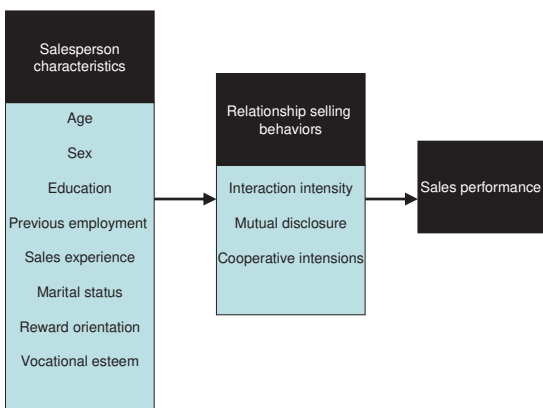 Salesperson
characteristics
Age
Sex
Education
Previous employment
Sales experience
Marital status
Reward orientation
Vocational esteem
Relationship selling
behaviors
Interaction intensity
Mutual disclosure
Cooperative intensions
Sales performance